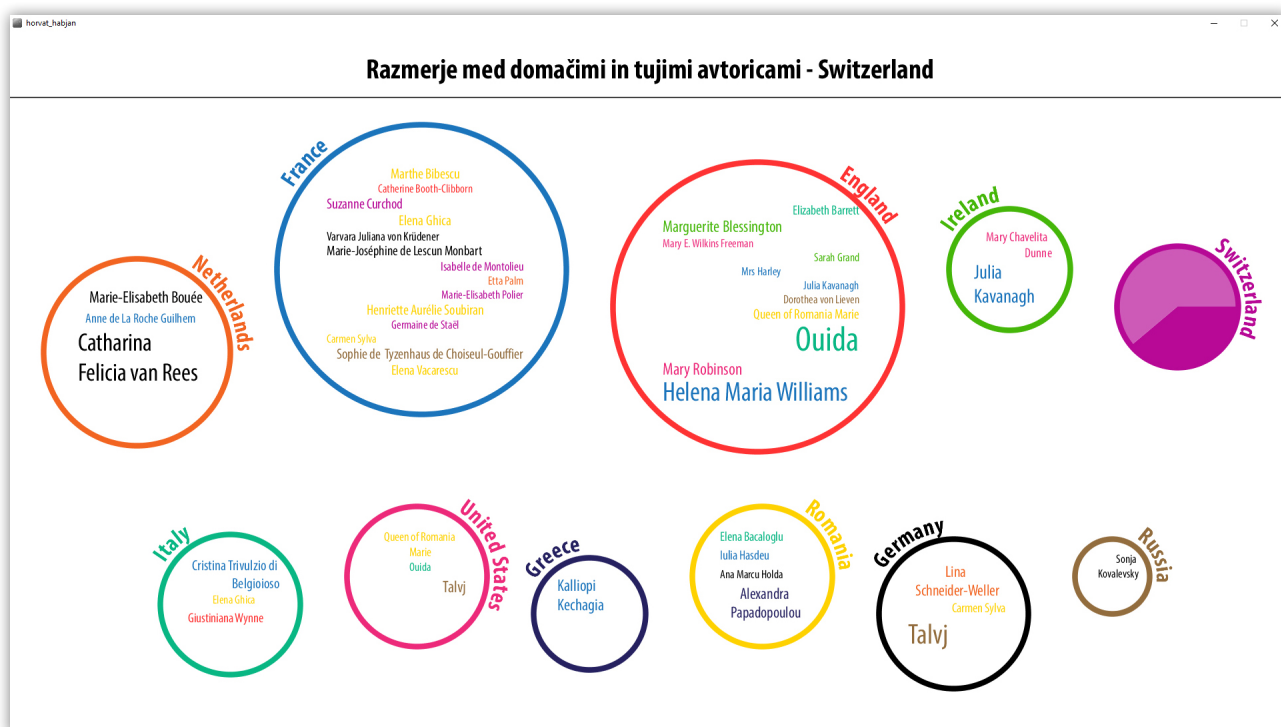 horvat_habjan
Razmerje med domačimi in tujimi avtoricami - Switzerland
Netherlands
Marie-Elisabeth Bouée
Anne de La Roche Guilhem
Catharina
Felicia van Rees
France
Marthe Bibescu
Catherine Booth-Clibborn
Suzanne Curchod
Elena Ghica
Varvara Juliana von Krüdener
Marie-Joséphine de Lescun Monbart
Isabelle de Montolieu
Etta Palm
Marie-Elisabeth Polier
Henriette Aurélie Soubiran
Germaine de Staël
Carmen Sylva
Sophie de Tyzenhaus de Choiseul-Gouffier
Elena Vacarescu
England
Elizabeth Barrett
Marguerite Blessington
Mary E. Wilkins Freeman
Sarah Grand
Mrs Harley
Julia Kavanagh
Dorothea von Lieven
Queen of Romania Marie
Ouida
Mary Robinson
Helena Maria Williams
Ireland
Mary Chavelita
Dunne
Julia
Kavanagh
Switzerland
Italy
Cristina Trivulzio di
Belgioioso
Elena Ghica
Giustiniana Wynne
United States
Queen of Romania
Marie
Ouida
Talvj
Greece
Kalliopi
Kechagia
Romania
Elena Bacaloglu
Iulia Hasdeu
Ana Marcu Holda
Alexandra
Papadopoulou
Germany
Lina
Schneider-Weller
Carmen Sylva
Talvj
Russia
Sonja
Kovalevsky